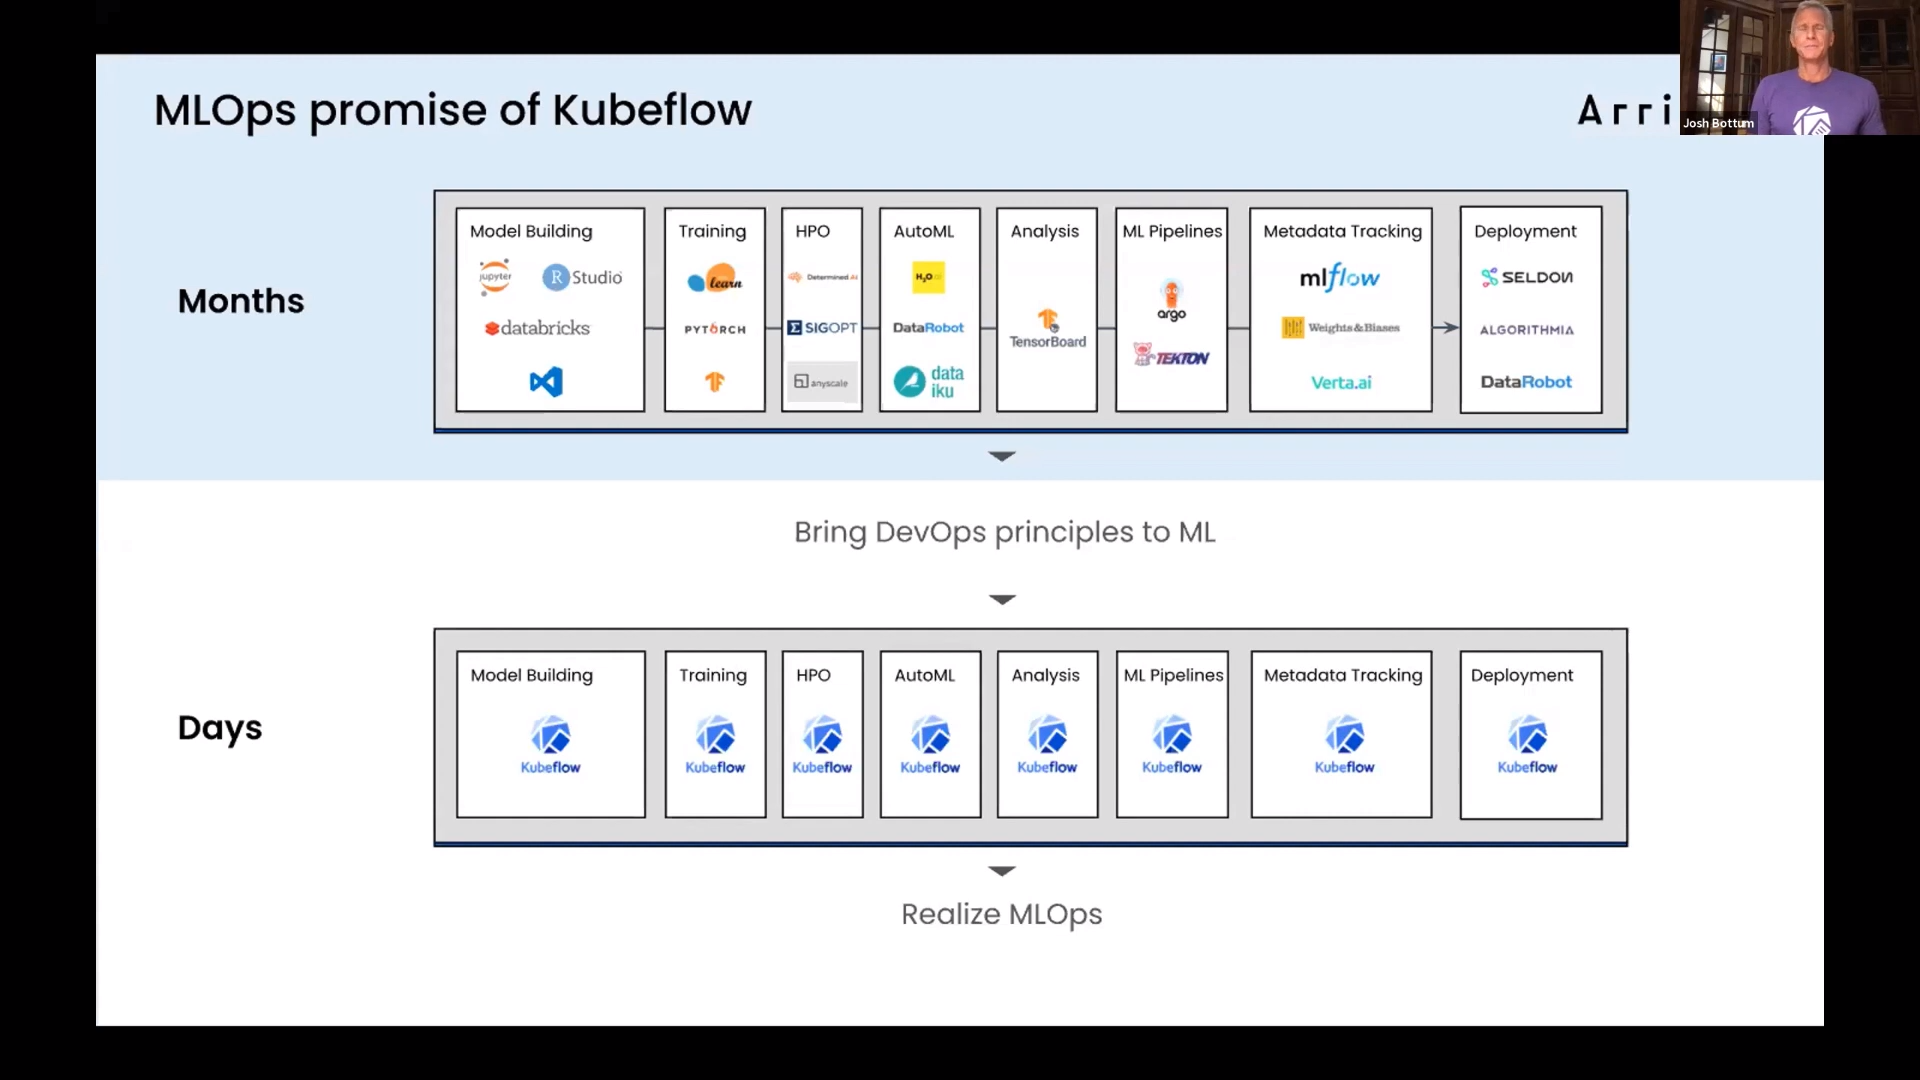 MLOps promise of Kubeflow
Arri
Josh Bottum
Months
Model Building
jupyter
R Studio
databricks
Training
learn
PYTORCH
HPO
Determined AI
SIGOPT
anyscale
AutoML
H2O.ai
DataRobot
data
iku
Analysis
TensorBoard
ML Pipelines
argo
TEKTON
Metadata Tracking
mlflow
Weights & Biases
Verta.ai
Deployment
SELDON
ALGORITHMIA
DataRobot
Bring DevOps principles to ML
Days
Model Building
Kubeflow
Training
Kubeflow
HPO
Kubeflow
AutoML
Kubeflow
Analysis
Kubeflow
ML Pipelines
Kubeflow
Metadata Tracking
Kubeflow
Deployment
Kubeflow
Realize MLOps